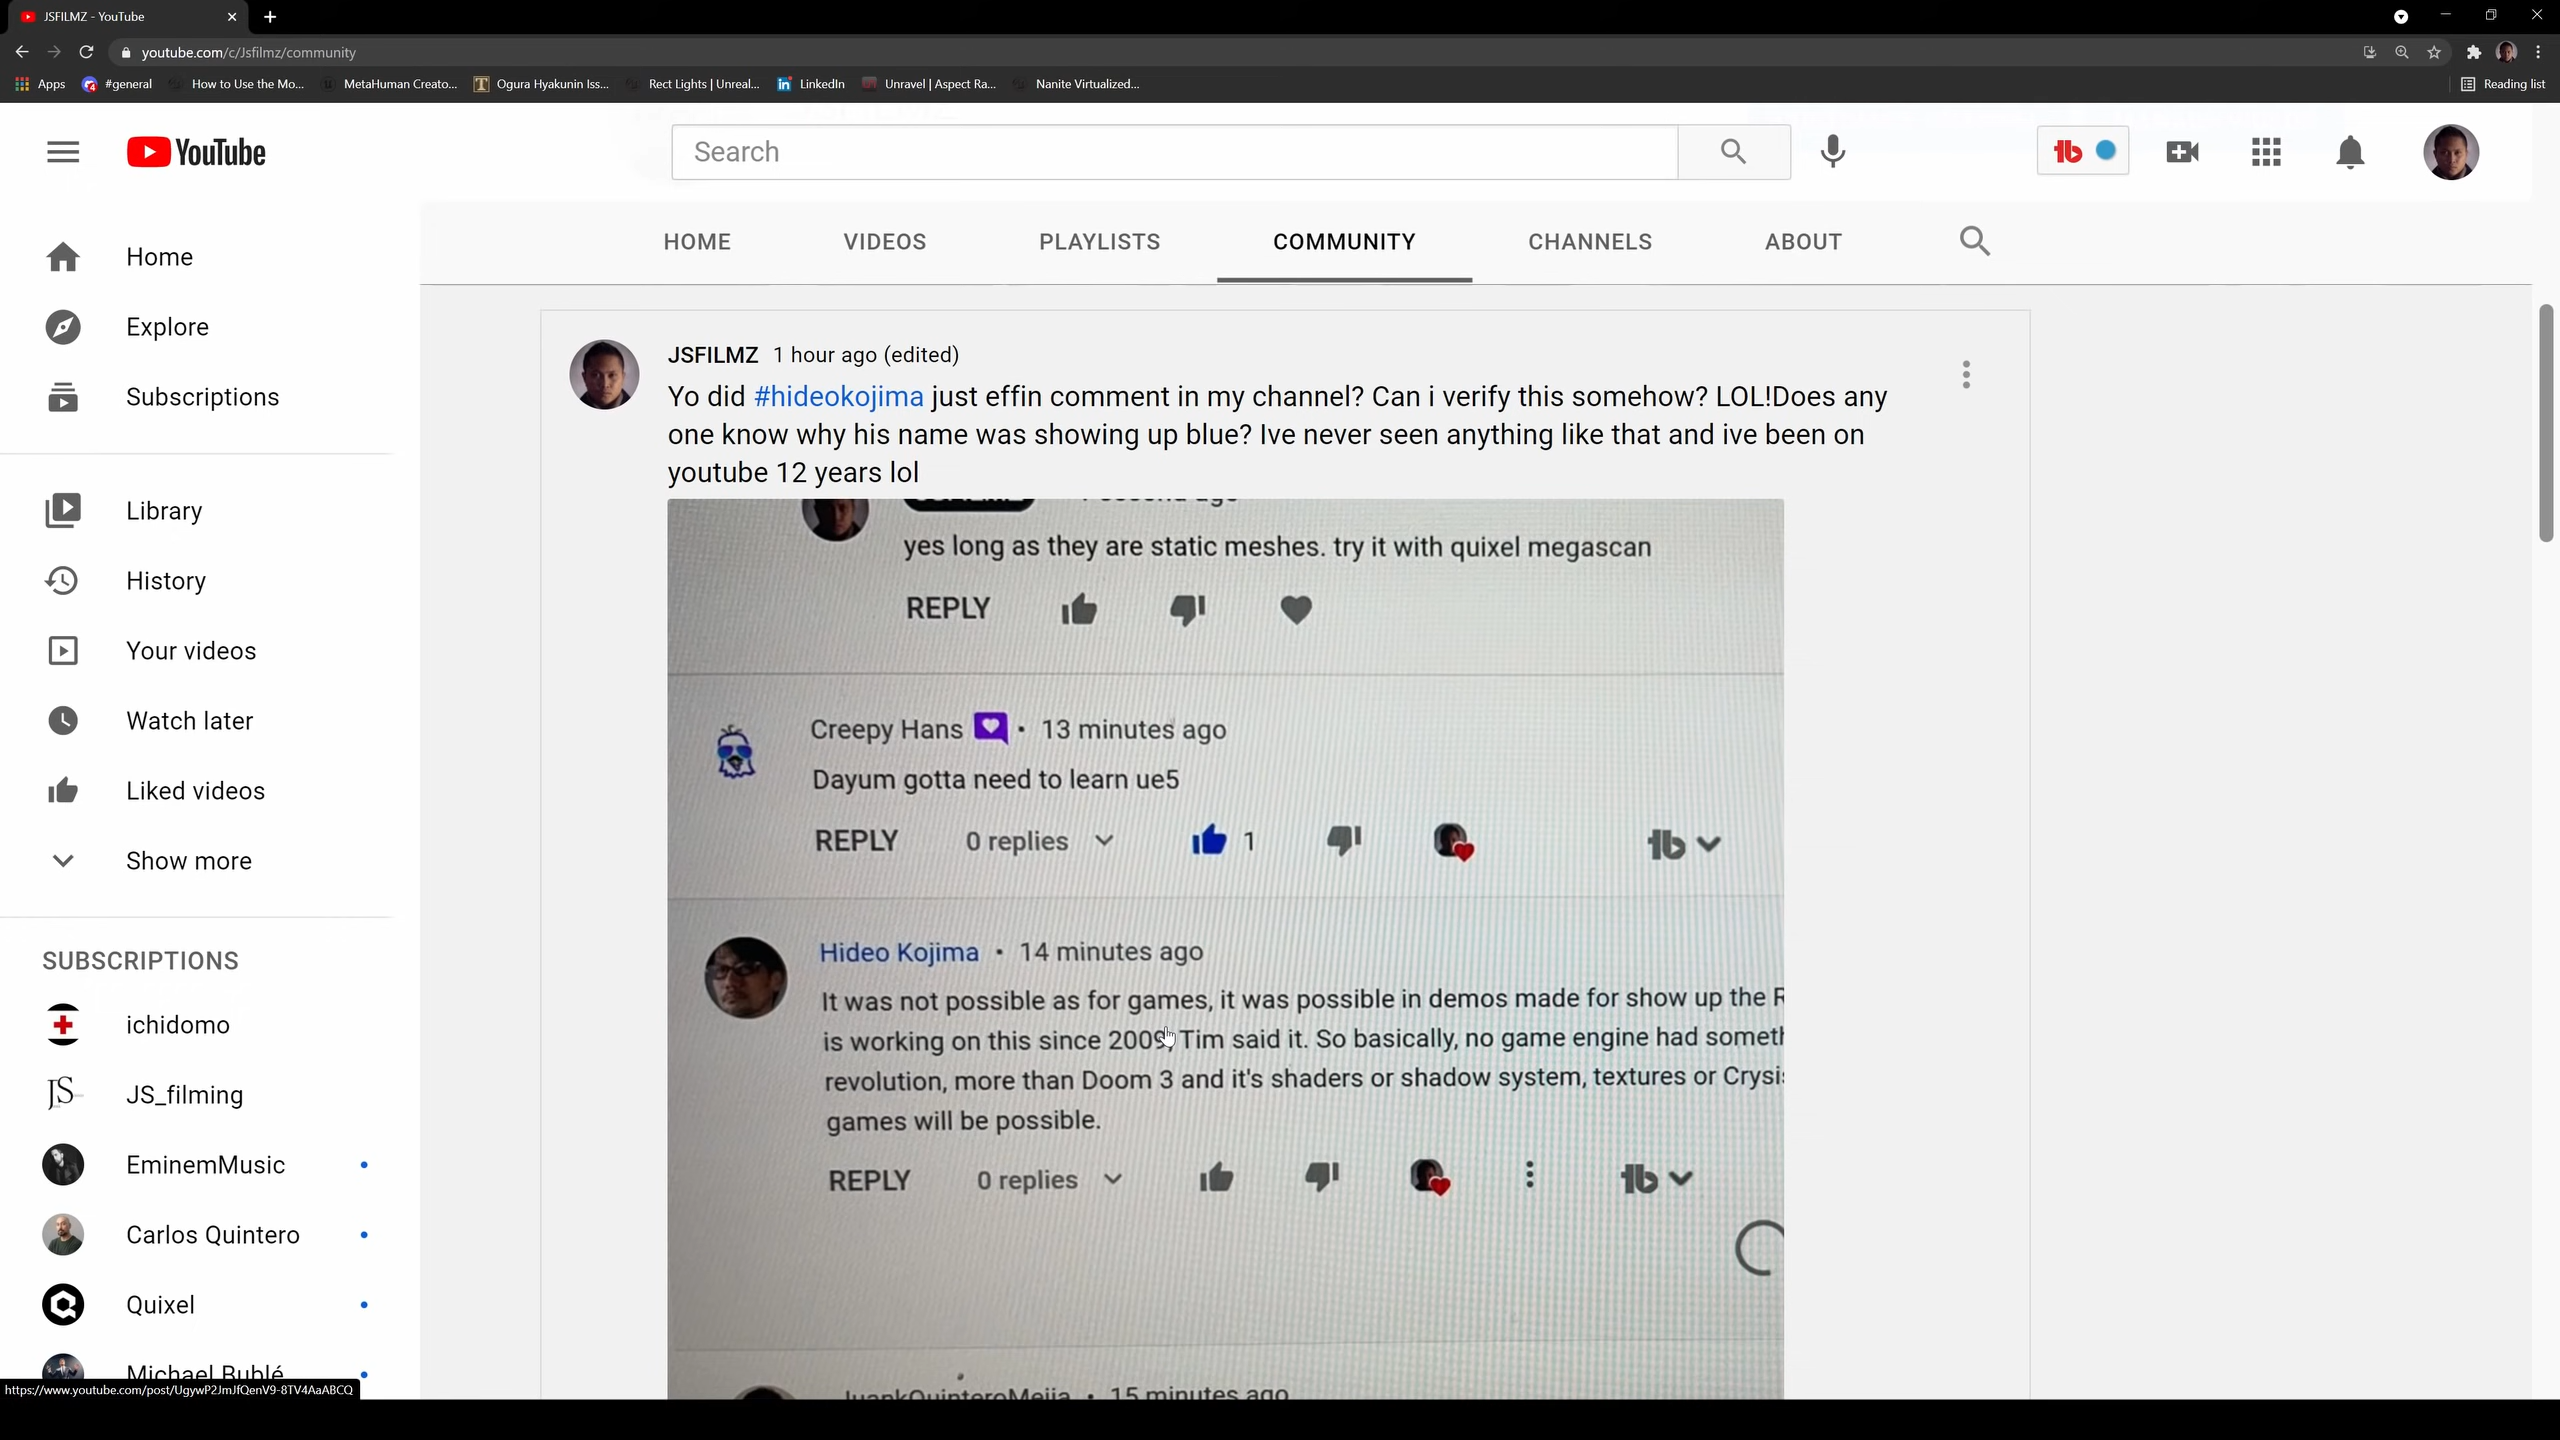 JSFILMZ - YouTube
youtube.com/c/Jsfilmz/community
Apps
#general
How to Use the Mo...
MetaHuman Creato...
Ogura Hyakunin Iss...
Rect Lights | Unreal...
LinkedIn
Unravel | Aspect Ra...
Nanite Virtualized...
Reading list
YouTube
Search
HOME VIDEOS PLAYLISTS COMMUNITY CHANNELS ABOUT
Home
Explore
Subscriptions
Library
History
Your videos
Watch later
Liked videos
Show more
SUBSCRIPTIONS
ichidomo
JS_filming
EminemMusic
Carlos Quintero
Quixel
Michael Bublé
https://www.youtube.com/post/UgywP2JmJfQenV9-8TV4AaABCQ
JSFILMZ 1 hour ago (edited)
Yo did #hideokojima just effin comment in my channel? Can i verify this somehow? LOL!Does any
one know why his name was showing up blue? Ive never seen anything like that and ive been on
youtube 12 years lol
yes long as they are static meshes. try it with quixel megascan
REPLY
Creepy Hans • 13 minutes ago
Dayum gotta need to learn ue5
REPLY 0 replies 1
Hideo Kojima • 14 minutes ago
It was not possible as for games, it was possible in demos made for show up the R
is working on this since 2009, Tim said it. So basically, no game engine had someth
revolution, more than Doom 3 and it's shaders or shadow system, textures or Crysis
games will be possible.
REPLY 0 replies
JuankQuinteroMejia • 15 minutes ago